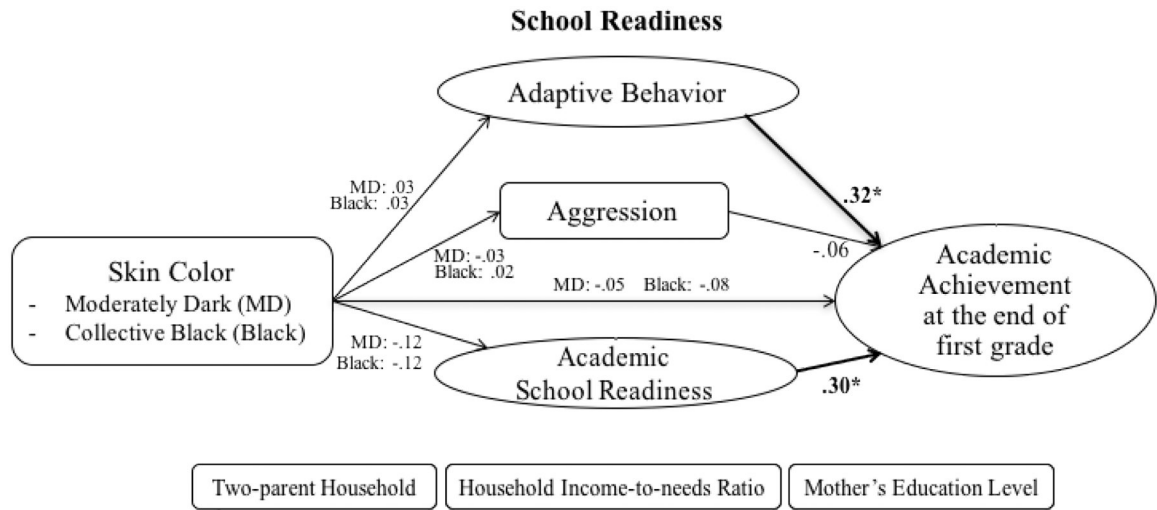 School Readiness
Adaptive Behavior
MD: .03
Black: .03
.32*
Aggression
-.06
MD: -.03
Black: .02
Skin Color
- Moderately Dark (MD)
- Collective Black (Black)
MD: -.05 Black: -.08
Academic
Achievement
at the end of
first grade
MD: -.12
Black: -.12
Academic
School Readiness
.30*
Two-parent Household
Household Income-to-needs Ratio
Mother’s Education Level